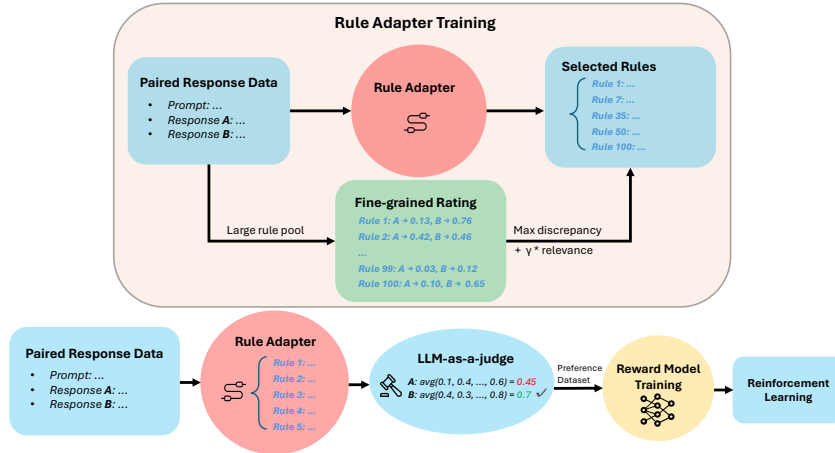 Rule Adapter Training
Paired Response Data
• Prompt: ...
• Response A: ...
• Response B: ...
Rule Adapter
Selected Rules
Rule 1: ...
Rule 7: ...
Rule 35: ...
Rule 50: ...
Rule 100: ...
Large rule pool
Fine-grained Rating
Rule 1: A → 0.13, B → 0.76
Rule 2: A → 0.42, B → 0.46
...
Rule 99: A → 0.03, B → 0.12
Rule 100: A → 0.10, B → 0.65
Max discrepancy
+ γ * relevance
Paired Response Data
• Prompt: ...
• Response A: ...
• Response B: ...
Rule Adapter
Rule 1: ...
Rule 2: ...
Rule 3: ...
Rule 4: ...
Rule 5: ...
LLM-as-a-judge
A: avg(0.1, 0.4, ..., 0.6) = 0.45
B: avg(0.4, 0.3, ..., 0.8) = 0.7 ✓
Preference
Dataset
Reward Model
Training
Reinforcement
Learning